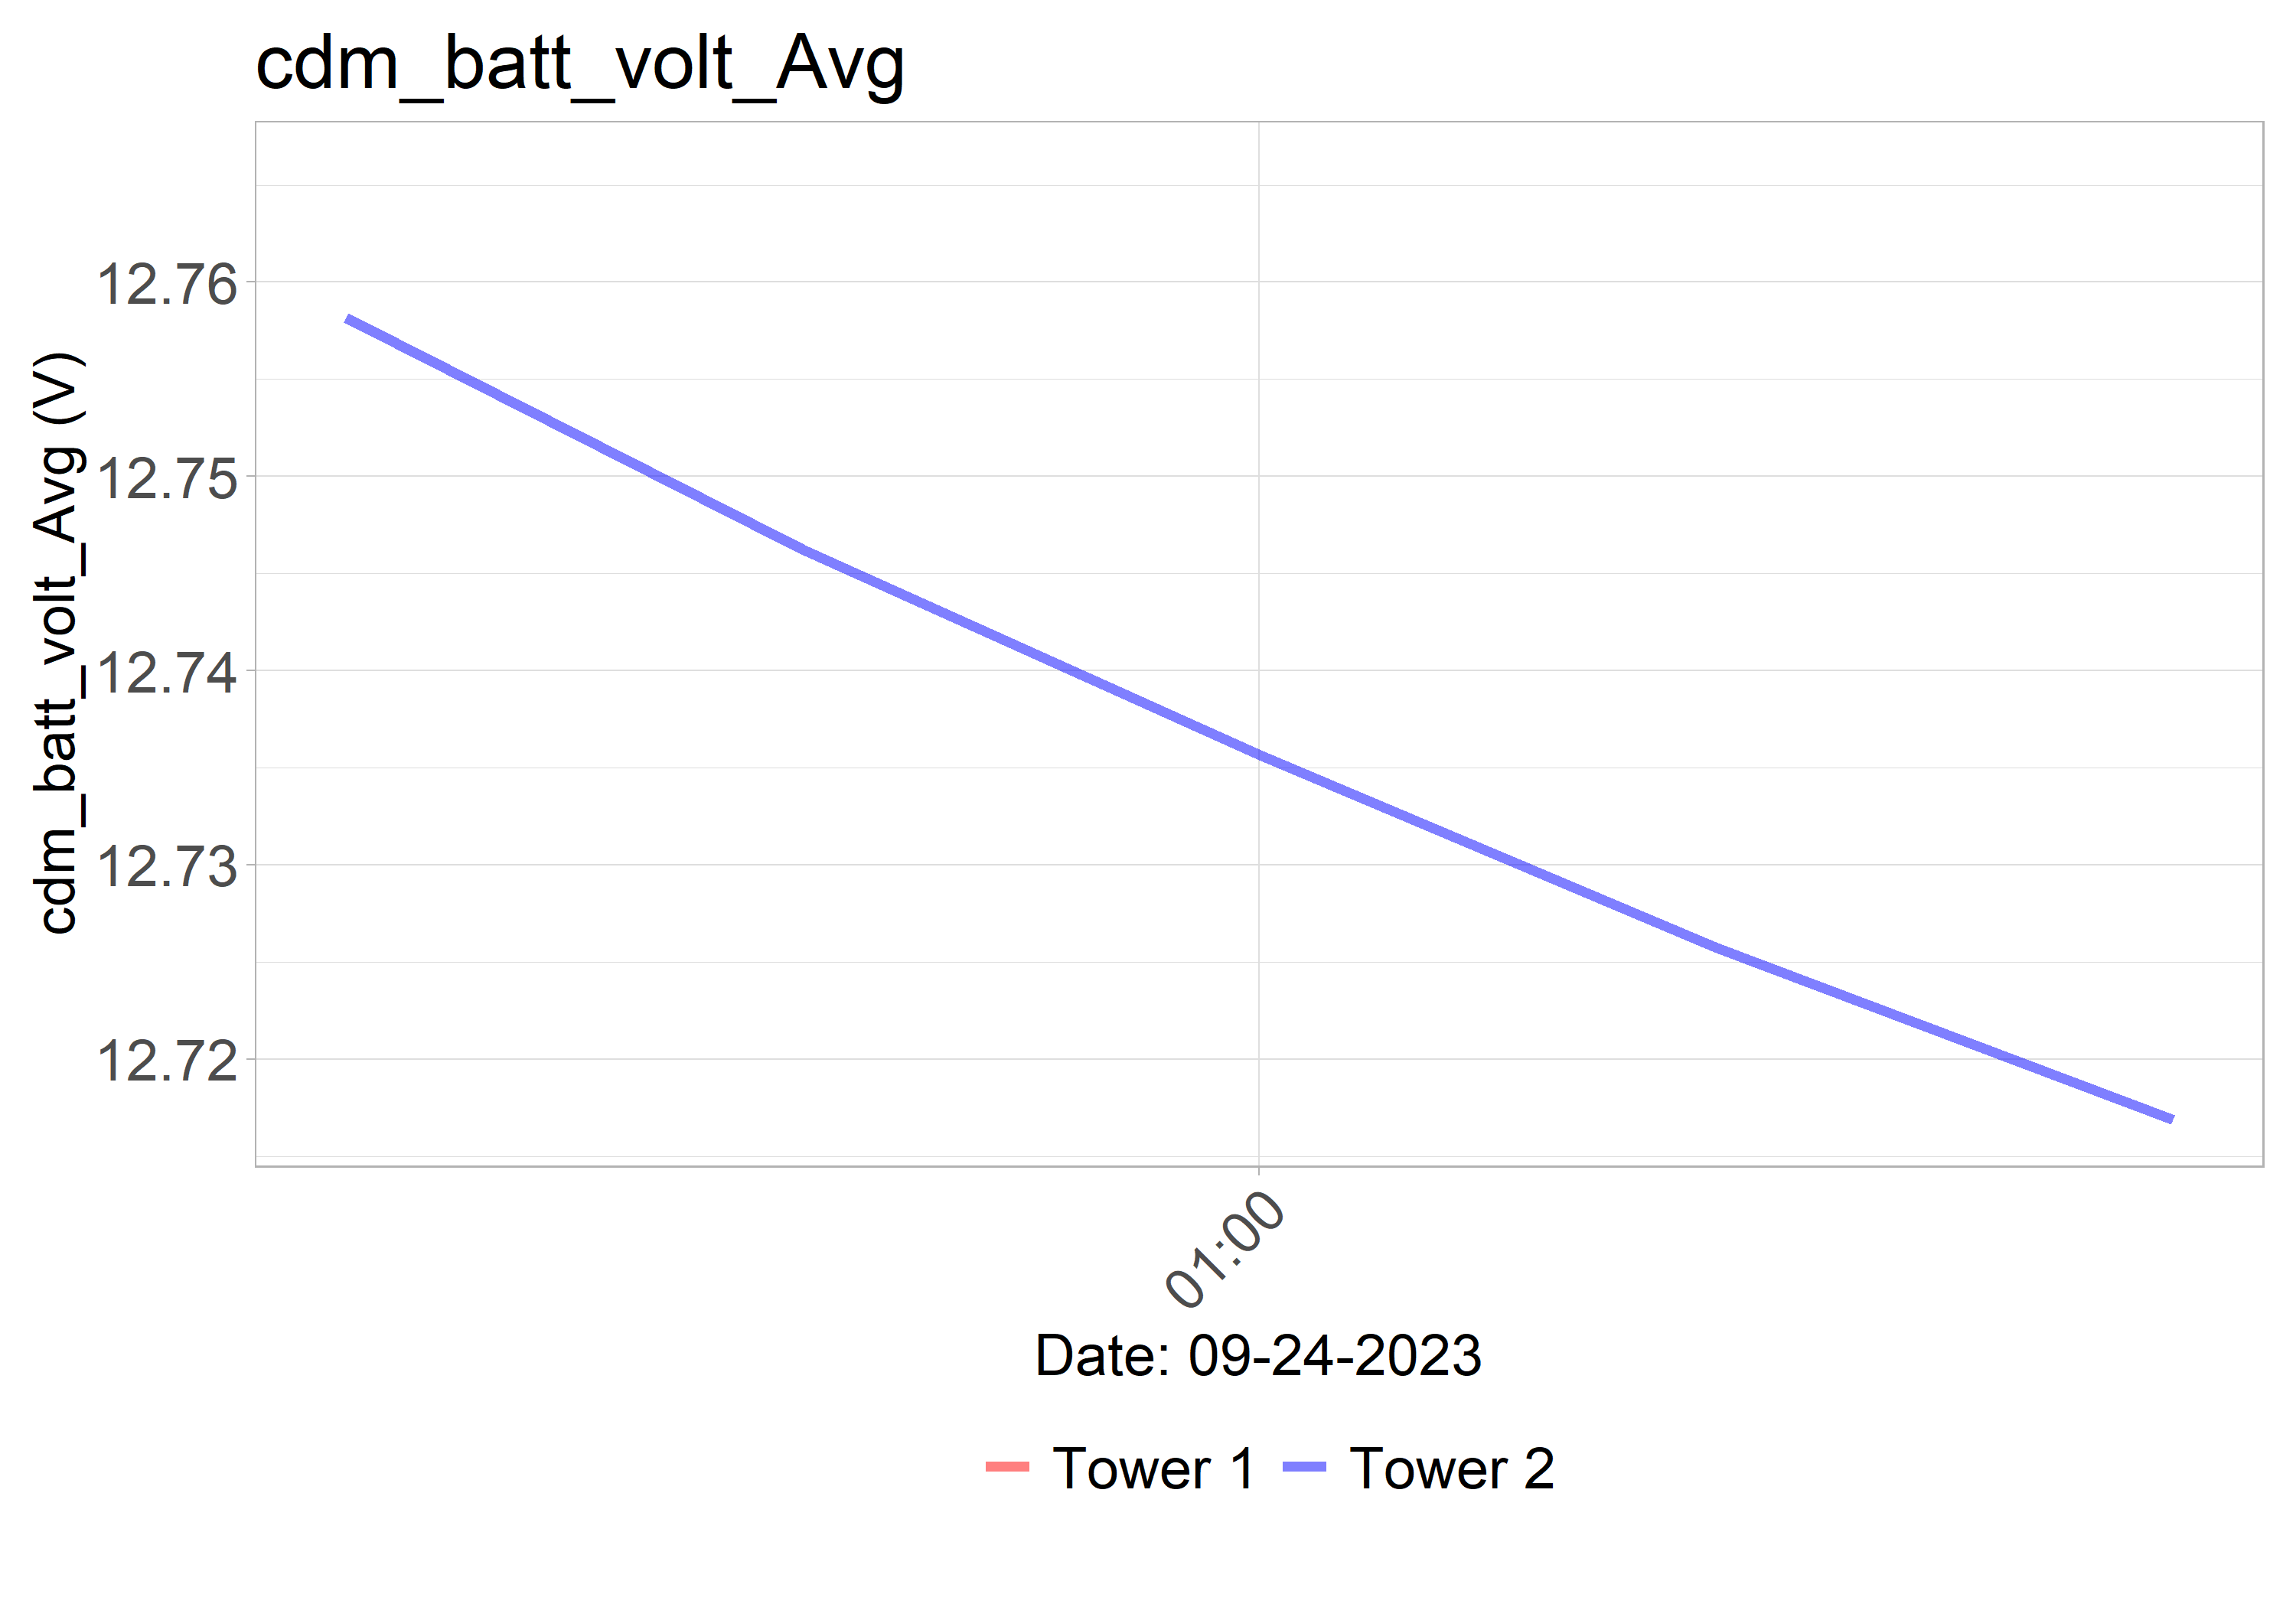 cdm_batt_volt_Avg
cdm_batt_volt_Avg (V)
12.76
12.75
12.74
12.73
12.72
01:00
Date: 09-24-2023
Tower 1 Tower 2